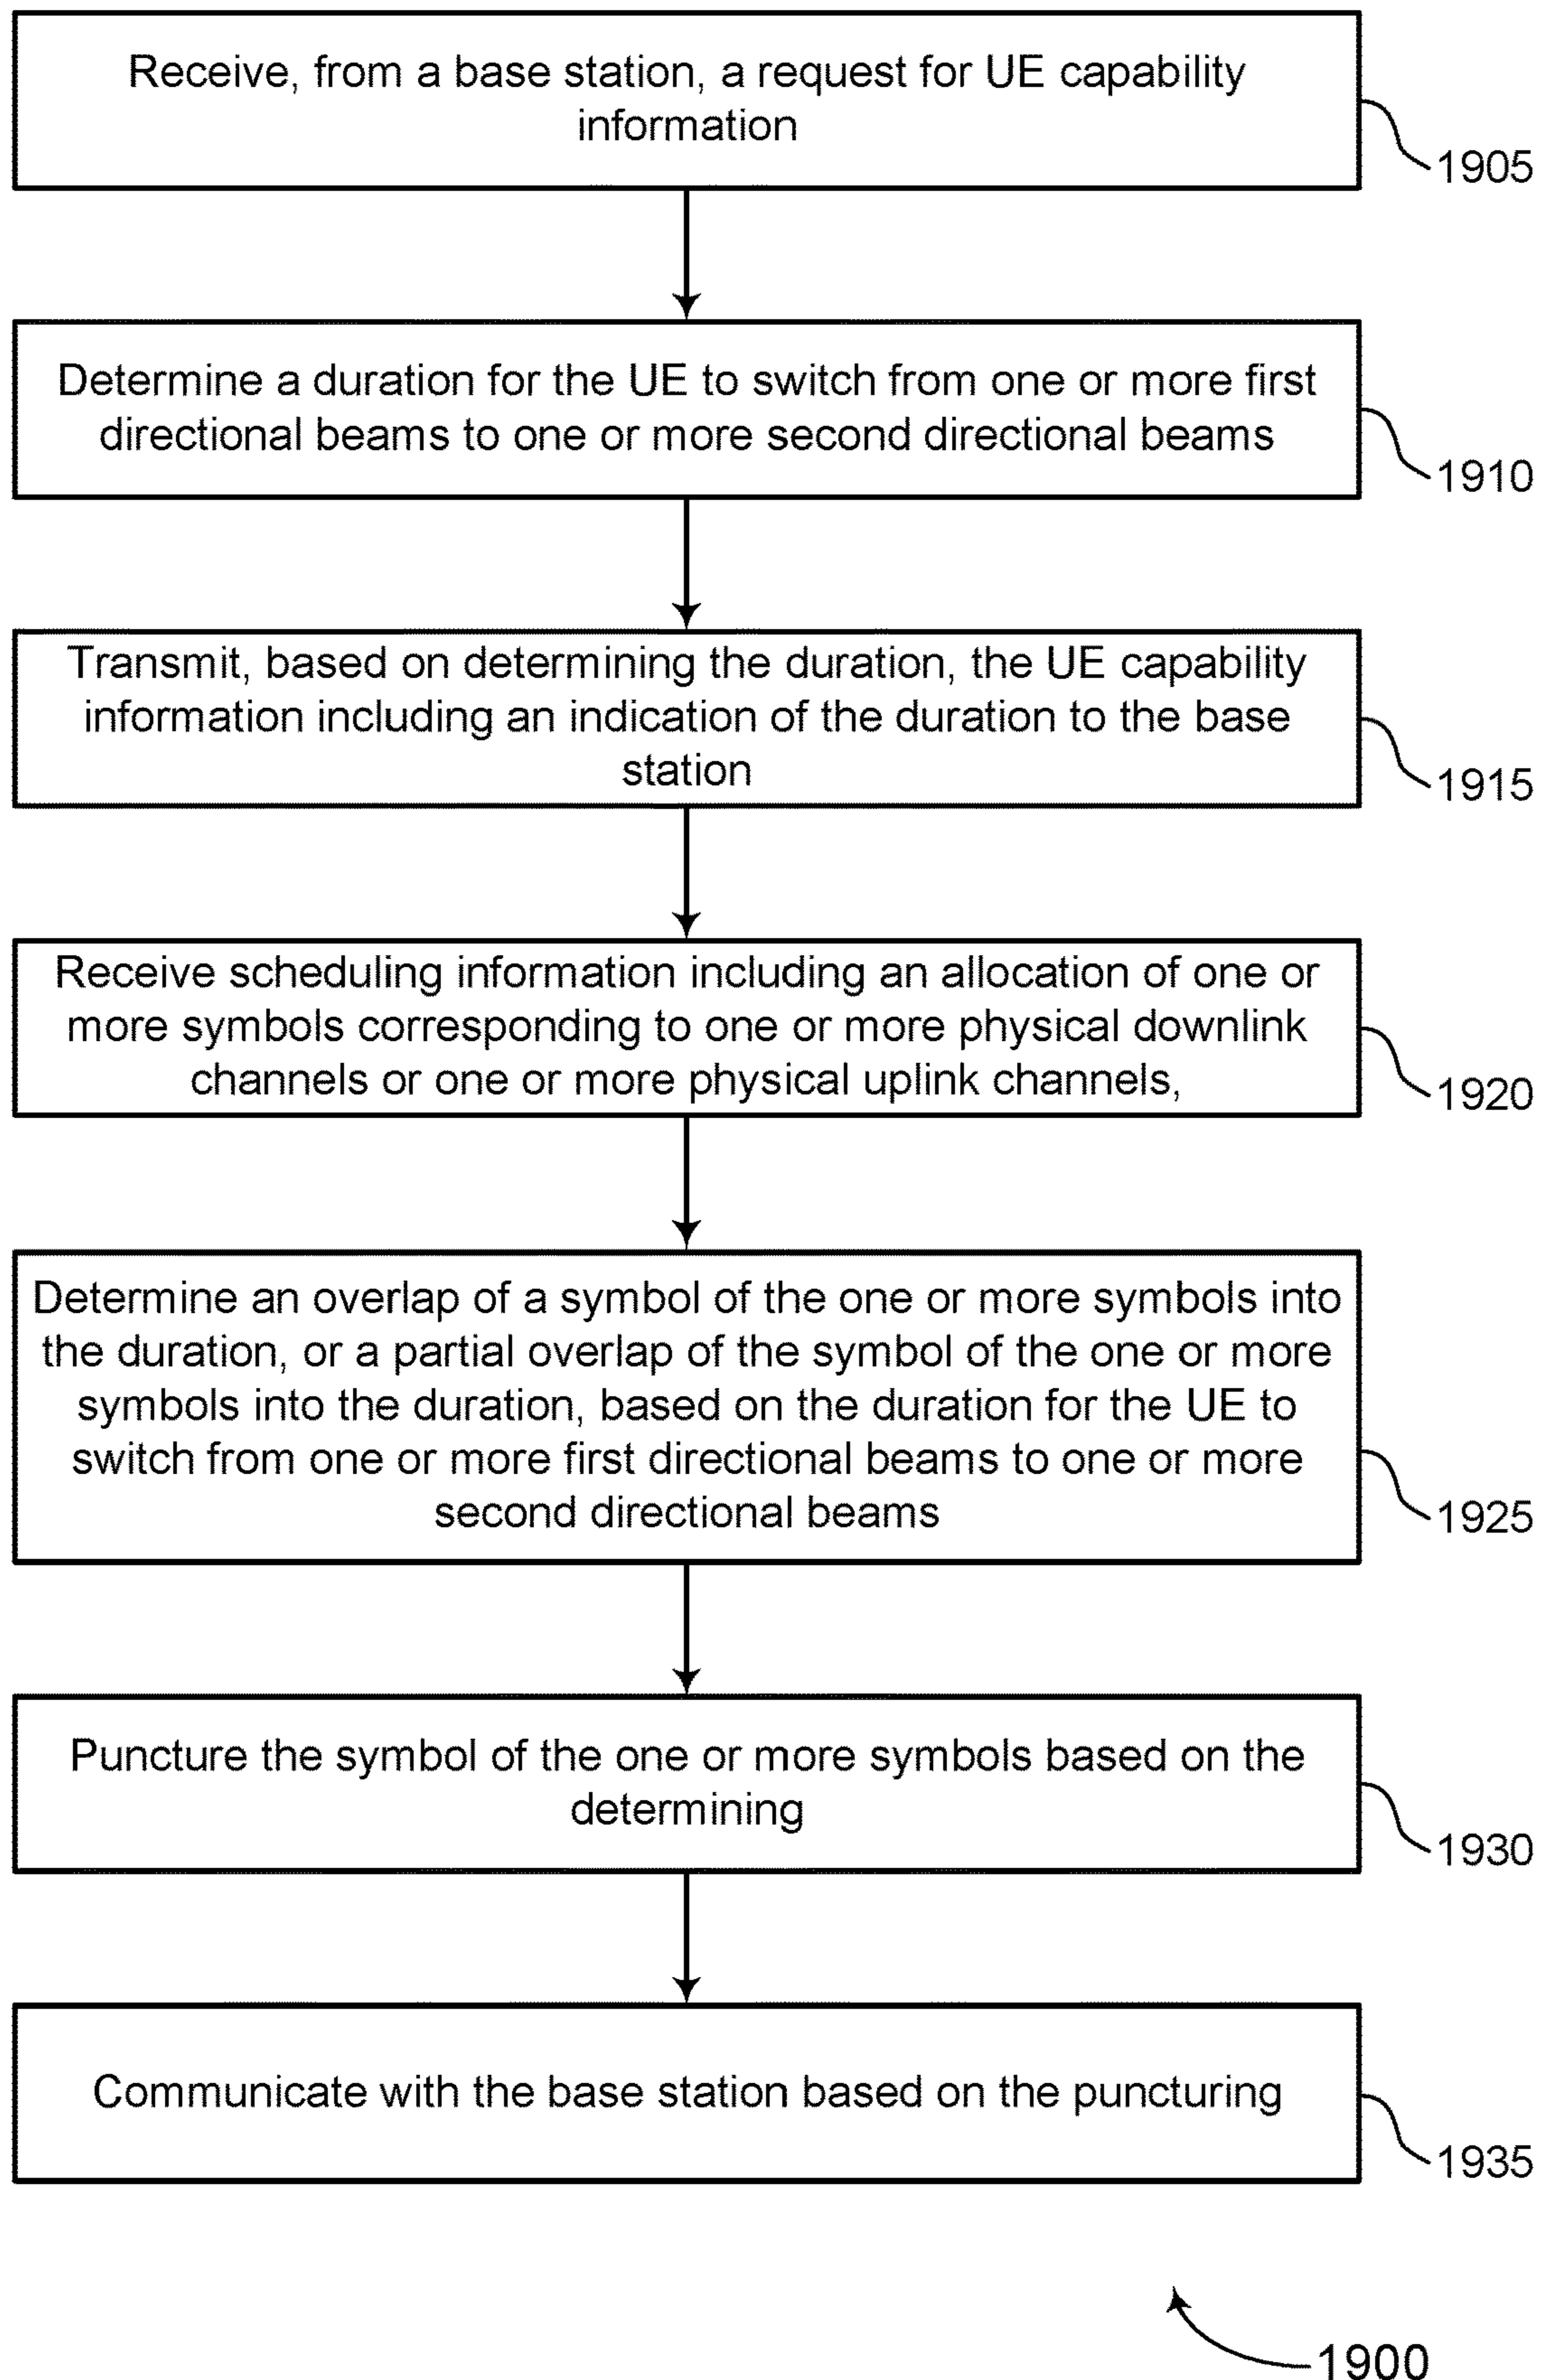 Receive, from a base station, a request for UE capability
information
1905
Determine a duration for the UE to switch from one or more first
directional beams to one or more second directional beams
1910
Transmit, based on determining the duration, the UE capability
information including an indication of the duration to the base
station
1915
Receive scheduling information including an allocation of one or
more symbols corresponding to one or more physical downlink
channels or one or more physical uplink channels,
1920
Determine an overlap of a symbol of the one or more symbols into
the duration, or a partial overlap of the symbol of the one or more
symbols into the duration, based on the duration for the UE to
switch from one or more first directional beams to one or more
second directional beams
1925
Puncture the symbol of the one or more symbols based on the
determining
1930
Communicate with the base station based on the puncturing
1935
1900